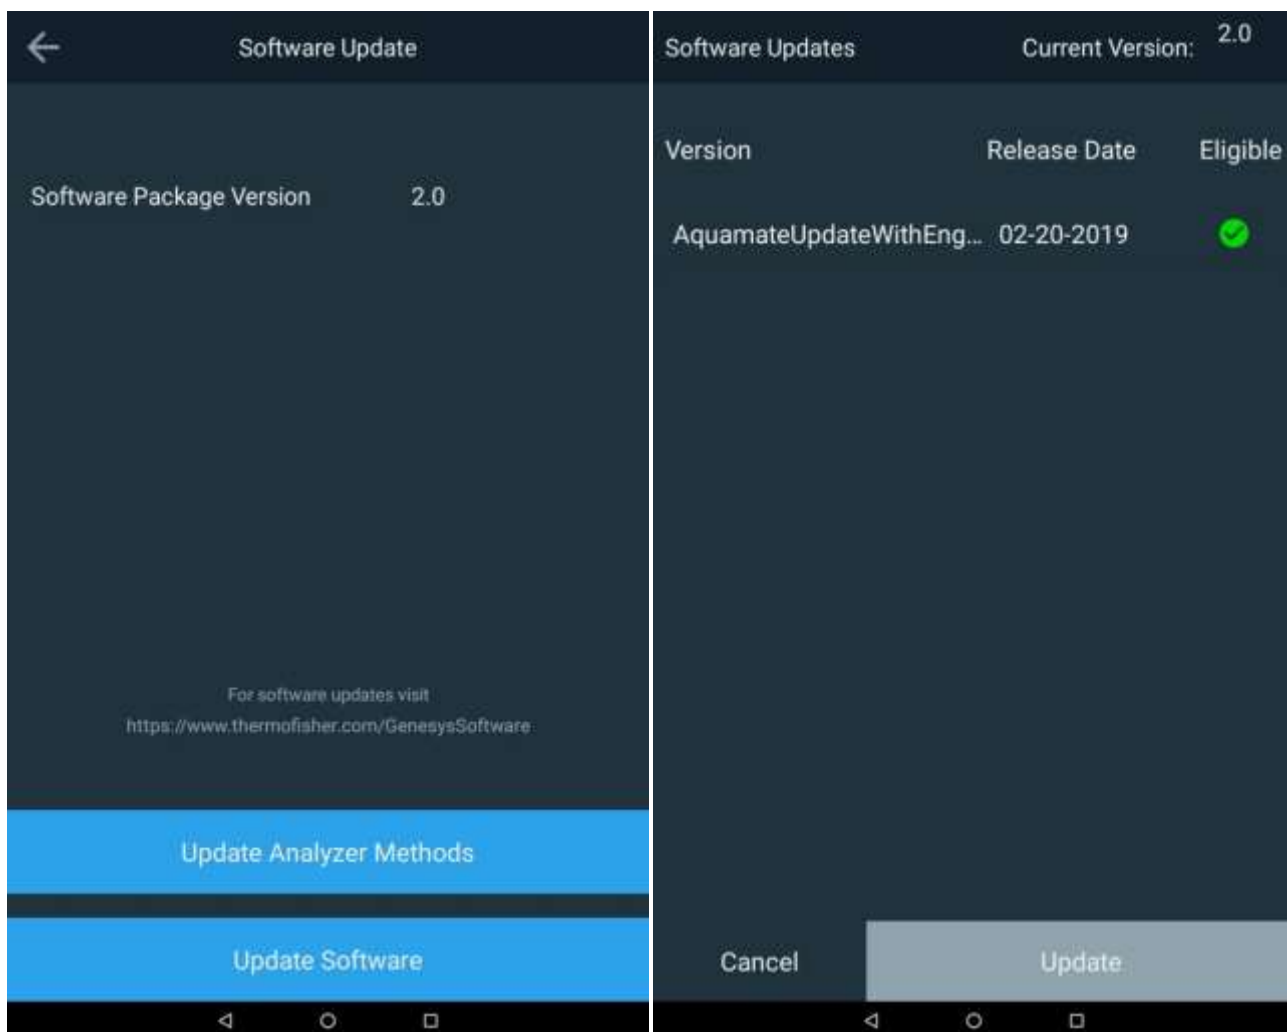 Software Update
Software Package Version 2.0
For software updates visit
https://www.thermofisher.com/GenesysSoftware
Update Analyzer Methods
Update Software
Software Updates Current Version: 2.0
Version Release Date Eligible
AquamateUpdateWithEng... 02-20-2019
Cancel Update